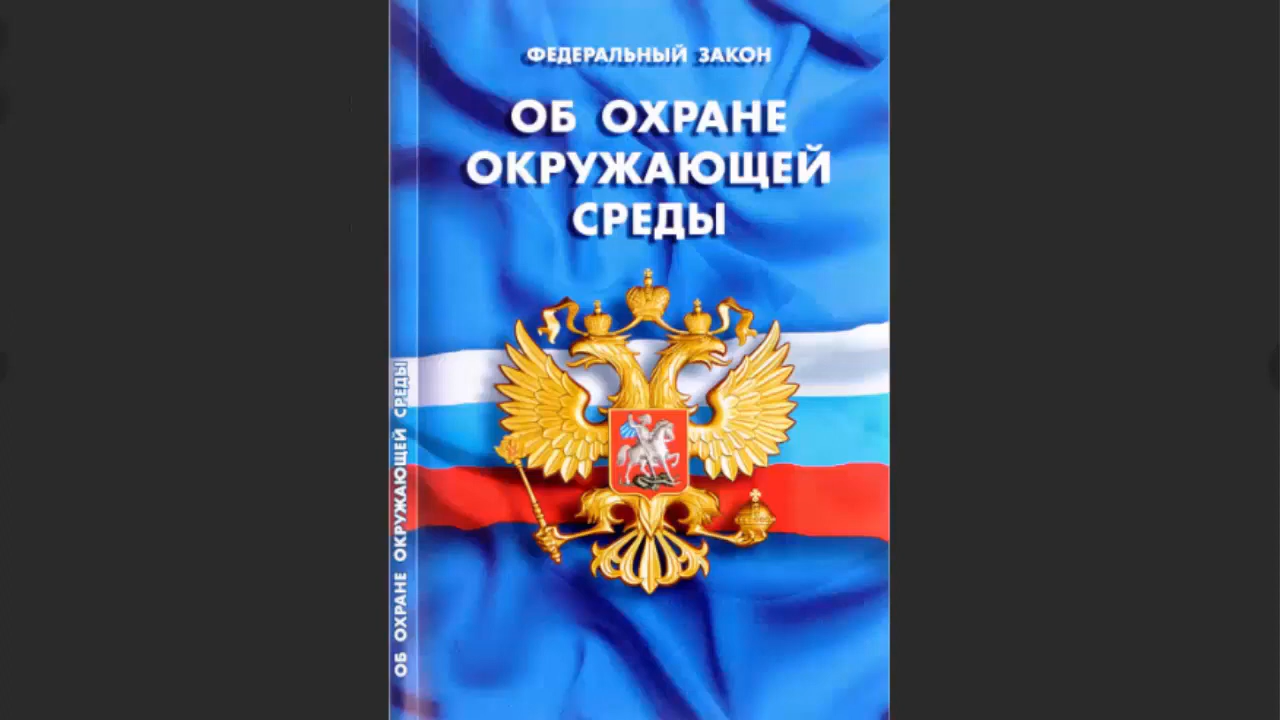 ФЕДЕРАЛЬНЫЙ ЗАКОН
ОБ ОХРАНЕ
ОКРУЖАЮЩЕЙ
СРЕДЫ
ОБ ОХРАНЕ ОКРУЖАЮЩЕЙ СРЕДЫ